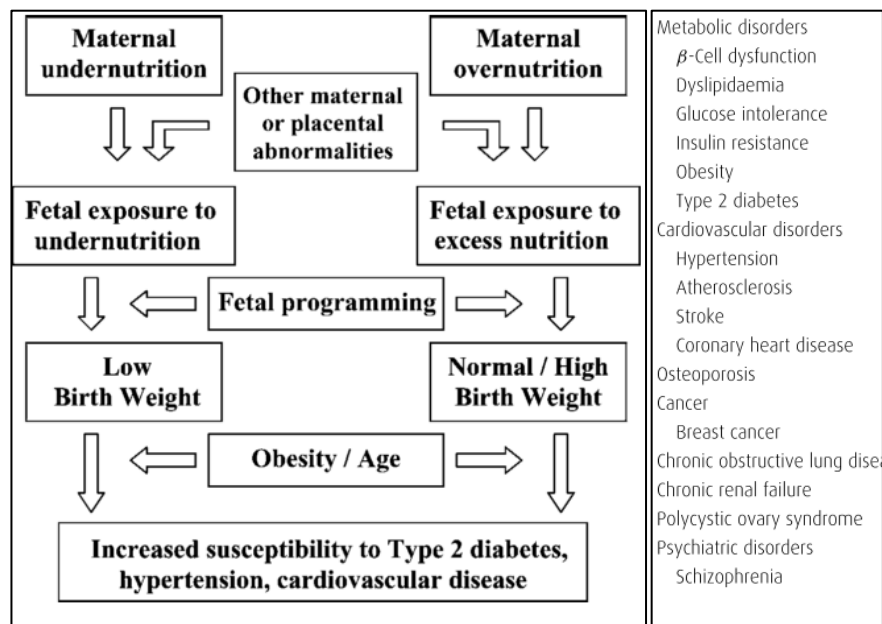 Maternal
undernutrition
Maternal
overnutrition
Other maternal
or placental
abnormalities
Fetal exposure to
undernutrition
Fetal exposure to
excess nutrition
Fetal programming
Low
Birth Weight
Normal / High
Birth Weight
Obesity / Age
Increased susceptibility to Type 2 diabetes,
hypertension, cardiovascular disease
Metabolic disorders
β-Cell dysfunction
Dyslipidaemia
Glucose intolerance
Insulin resistance
Obesity
Type 2 diabetes
Cardiovascular disorders
Hypertension
Atherosclerosis
Stroke
Coronary heart disease
Osteoporosis
Cancer
Breast cancer
Chronic obstructive lung disea
Chronic renal failure
Polycystic ovary syndrome
Psychiatric disorders
Schizophrenia